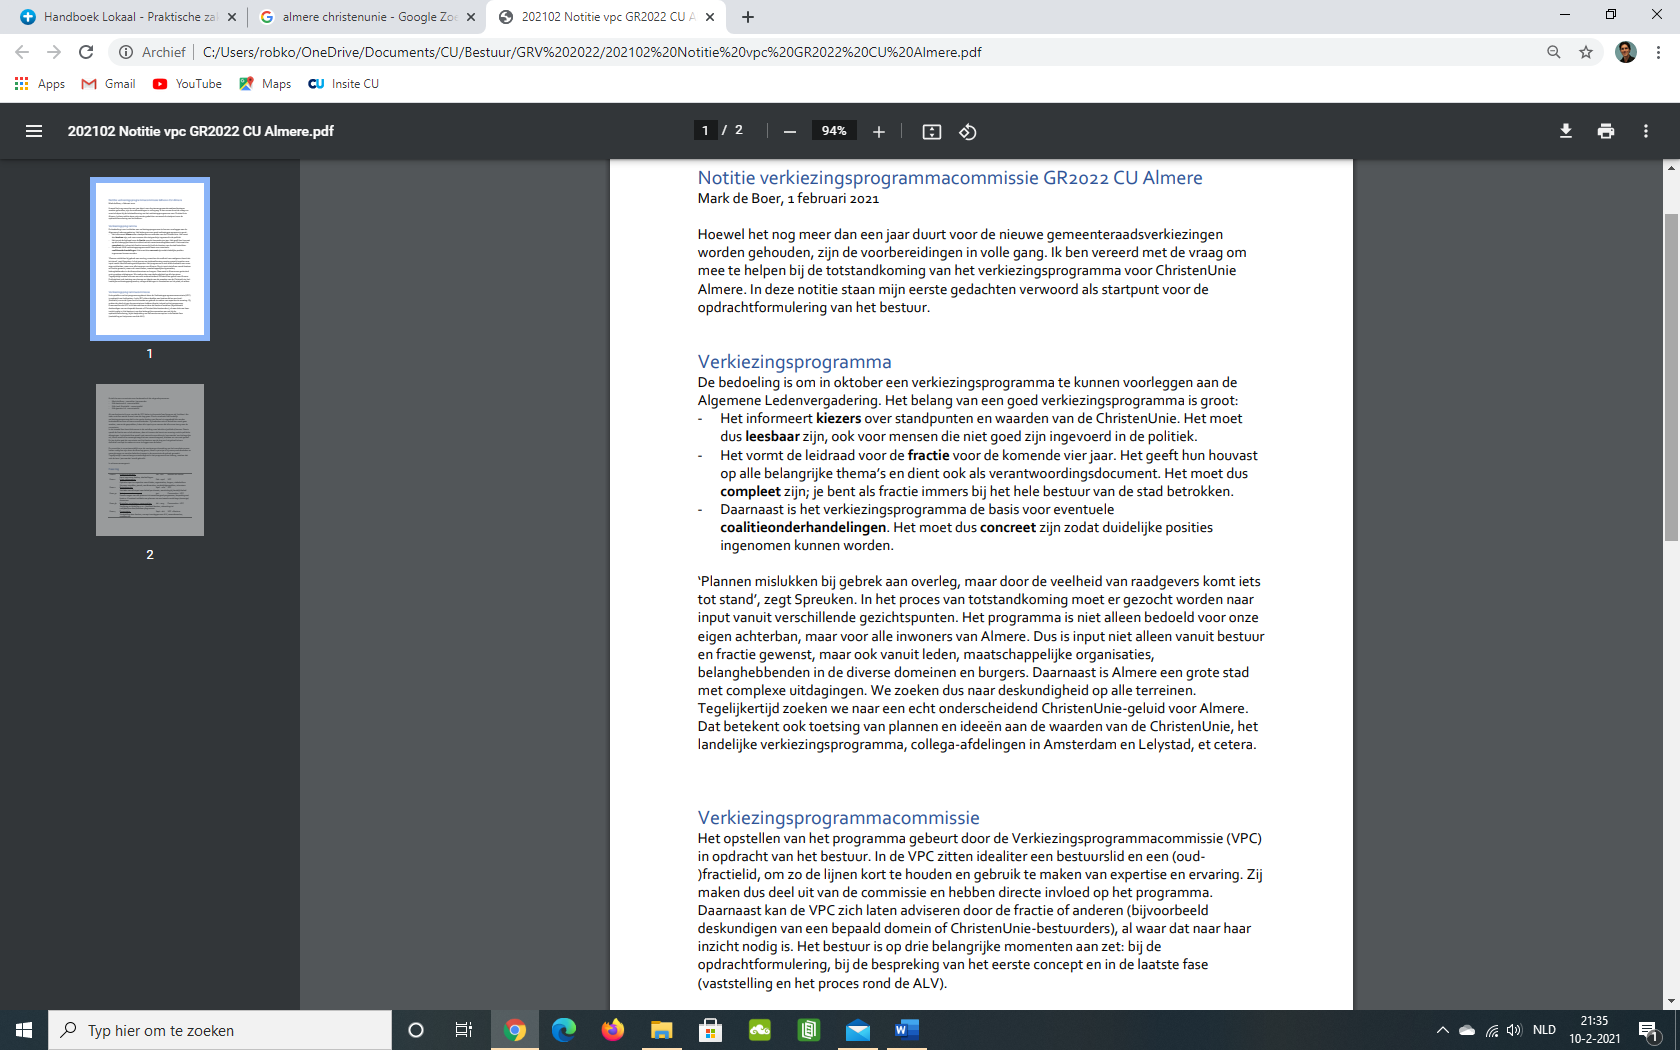 Handboek Lokaal - Praktische za
almere christenunie - Google Zoe
202102 Notitie vpc GR2022 CU A
Archief
C:/Users/robko/OneDrive/Documents/CU/Bestuur/GRV%202022/202102%20Notitie%20vpc%20GR2022%20CU%20Almere.pdf
Apps
Gmail
YouTube
Maps
CU Insite CU
202102 Notitie vpc GR2022 CU Almere.pdf
1 / 2
94%
1
2
Notitie verkiezingsprogrammacommissie GR2022 CU Almere
Mark de Boer, 1 februari 2021
Hoewel het nog meer dan een jaar duurt voor de nieuwe gemeenteraadsverkiezingen
worden gehouden, zijn de voorbereidingen in volle gang. Ik ben vereerd met de vraag om
mee te helpen bij de totstandkoming van het verkiezingsprogramma voor ChristenUnie
Almere. In deze notitie staan mijn eerste gedachten verwoord als startpunt voor de
opdrachtformulering van het bestuur.
Verkiezingsprogramma
De bedoeling is om in oktober een verkiezingsprogramma te kunnen voorleggen aan de
Algemene Ledenvergadering. Het belang van een goed verkiezingsprogramma is groot:
- Het informeert kiezers over standpunten en waarden van de ChristenUnie. Het moet
dus leesbaar zijn, ook voor mensen die niet goed zijn ingevoerd in de politiek.
- Het vormt de leidraad voor de fractie voor de komende vier jaar. Het geeft hun houvast
op alle belangrijke thema's en dient ook als verantwoordingsdocument. Het moet dus
compleet zijn; je bent als fractie immers bij het hele bestuur van de stad betrokken.
- Daarnaast is het verkiezingsprogramma de basis voor eventuele
coalitieonderhandelingen. Het moet dus concreet zijn zodat duidelijke posities
ingenomen kunnen worden.
‘Plannen mislukken bij gebrek aan overleg, maar door de veelheid van raadgevers komt iets
tot stand’, zegt Spreuken. In het proces van totstandkoming moet er gezocht worden naar
input vanuit verschillende gezichtspunten. Het programma is niet alleen bedoeld voor onze
eigen achterban, maar voor alle inwoners van Almere. Dus is input niet alleen vanuit bestuur
en fractie gewenst, maar ook vanuit leden, maatschappelijke organisaties,
belanghebbenden in de diverse domeinen en burgers. Daarnaast is Almere een grote stad
met complexe uitdagingen. We zoeken dus naar deskundigheid op alle terreinen.
Tegelijkertijd zoeken we naar een echt onderscheidend ChristenUnie-geluid voor Almere.
Dat betekent ook toetsing van plannen en ideeën aan de waarden van de ChristenUnie, het
landelijke verkiezingsprogramma, collega-afdelingen in Amsterdam en Lelystad, et cetera.
Verkiezingsprogrammacommissie
Het opstellen van het programma gebeurt door de Verkiezingsprogrammacommissie (VPC)
in opdracht van het bestuur. In de VPC zitten idealiter een bestuurslid en een (oud-
)fractielid, om zo de lijnen kort te houden en gebruik te maken van expertise en ervaring. Zij
maken dus deel uit van de commissie en hebben directe invloed op het programma.
Daarnaast kan de VPC zich laten adviseren door de fractie of anderen (bijvoorbeeld
deskundigen van een bepaald domein of ChristenUnie-bestuurders), al waar dat naar haar
inzicht nodig is. Het bestuur is op drie belangrijke momenten aan zet: bij de
opdrachtformulering, bij de bespreking van het eerste concept en in de laatste fase
(vaststelling en het proces rond de ALV).
Typ hier om te zoeken
NLD
21:35
10-2-2021
1